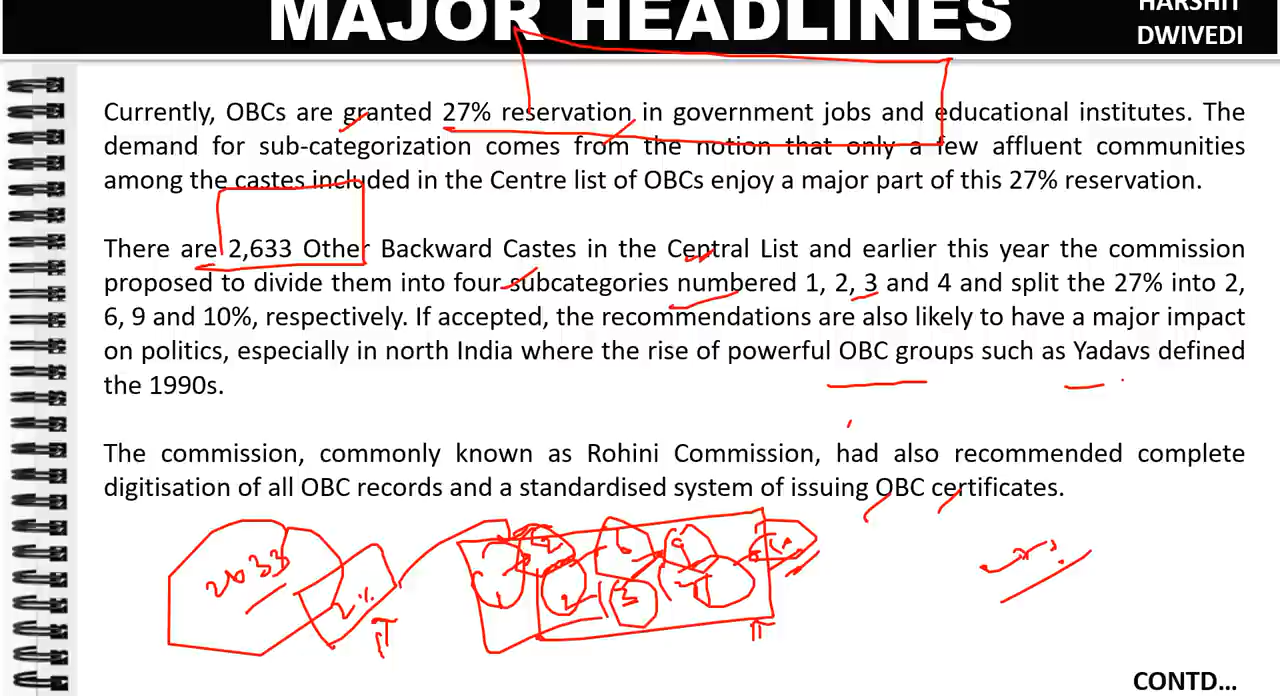 MAJOR HEADLINES
HARSHIT
DWIVEDI
Currently, OBCs are granted 27% reservation in government jobs and educational institutes. The
demand for sub-categorization comes from the notion that only a few affluent communities
among the castes included in the Centre list of OBCs enjoy a major part of this 27% reservation.
There are 2,633 Other Backward Castes in the Central List and earlier this year the commission
proposed to divide them into four subcategories numbered 1, 2, 3 and 4 and split the 27% into 2,
6, 9 and 10%, respectively. If accepted, the recommendations are also likely to have a major impact
on politics, especially in north India where the rise of powerful OBC groups such as Yadavs defined
the 1990s.
The commission, commonly known as Rohini Commission, had also recommended complete
digitisation of all OBC records and a standardised system of issuing OBC certificates.
2633
1 2 3
CONTD...